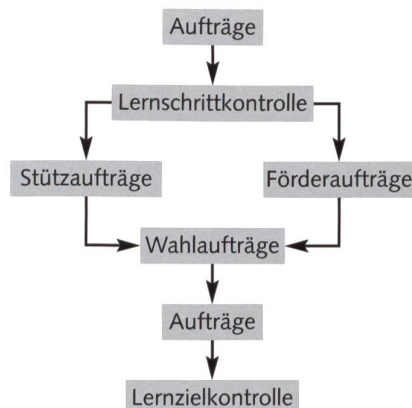 Aufträge
Lernschrittkontrolle
Stützaufträge
Förderaufträge
Wahlaufträge
Aufträge
Lernzielkontrolle